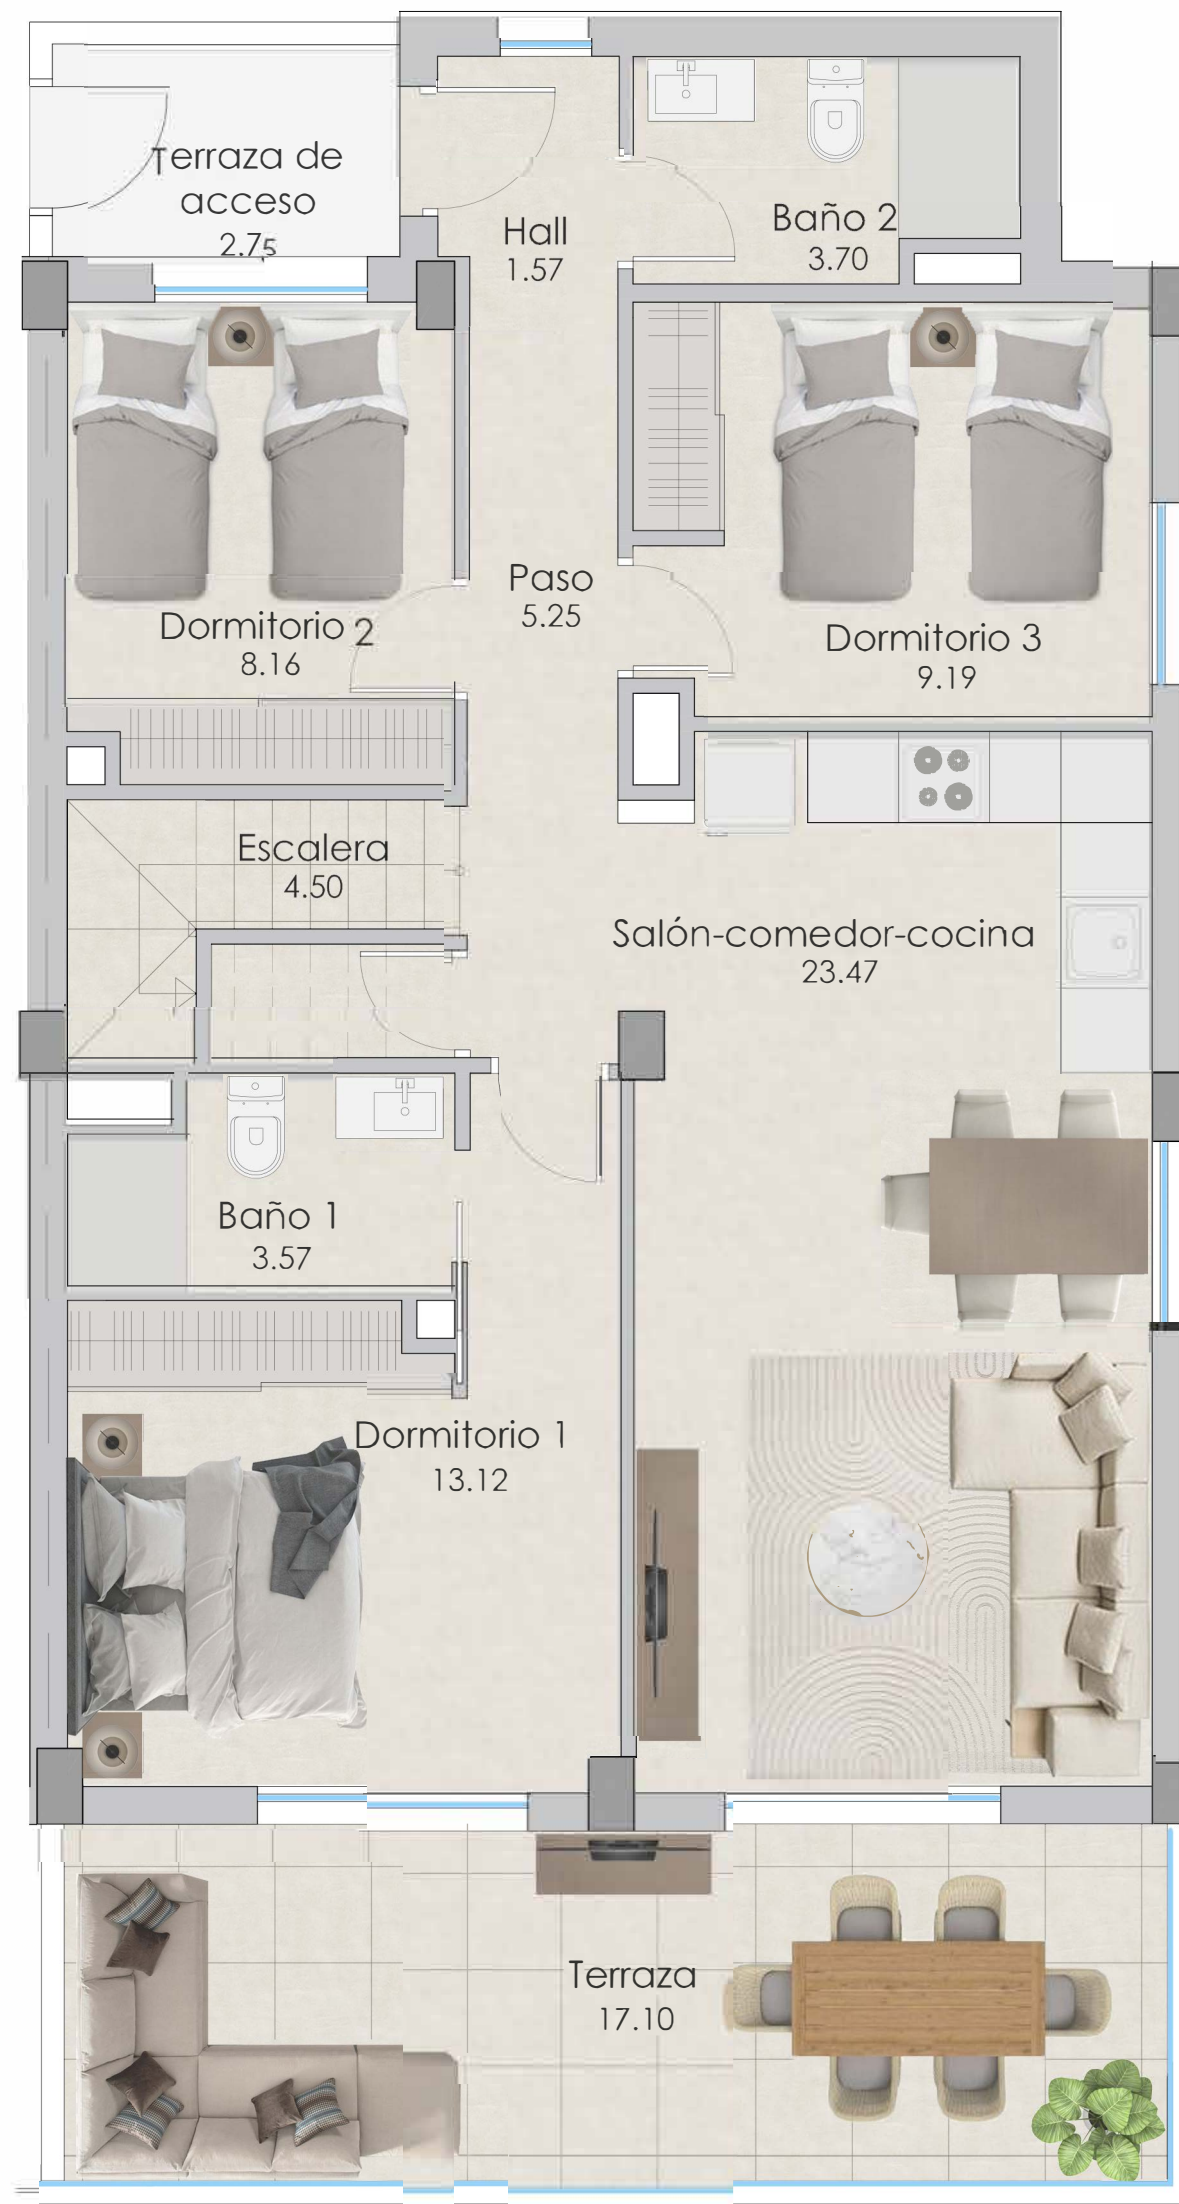 Terraza de
acceso
2.75
Hall
1.57
Baño 2
3.70
Paso
5.25
Dormitorio 2
8.16
Dormitorio 3
9.19
Escalera
4.50
Salón-comedor-cocina
23.47
Baño 1
3.57
Dormitorio 1
13.12
Terraza
17.10